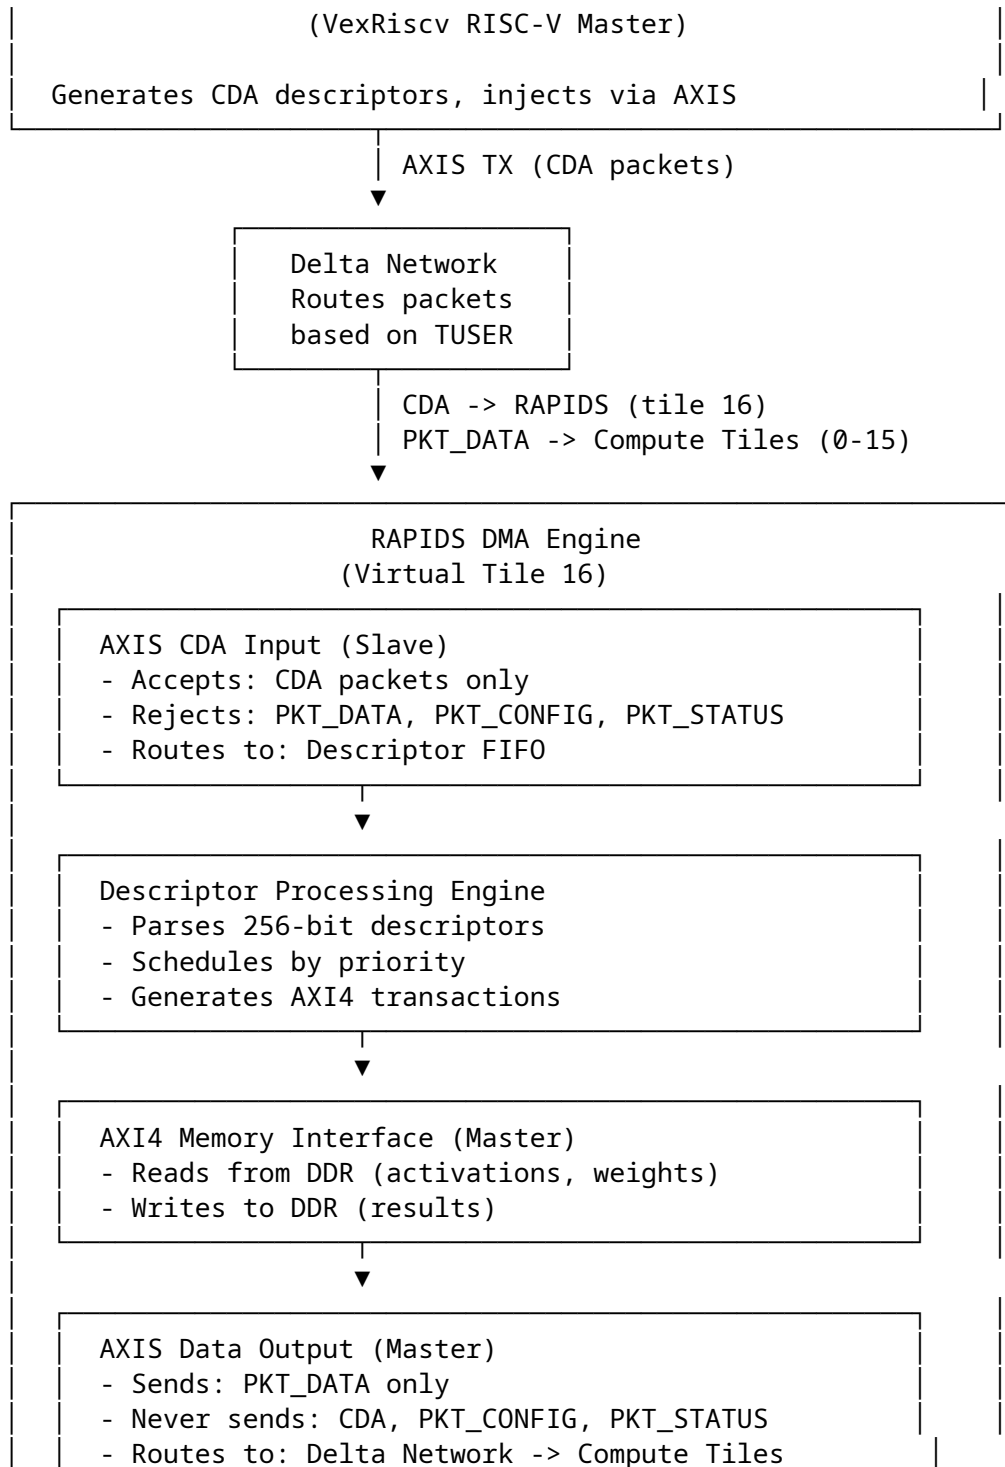 (VexRiscv RISC-V Master)
Generates CDA descriptors, injects via AXIS
AXIS TX (CDA packets)
Delta Network
Routes packets
based on TUSER
CDA -> RAPIDS (tile 16)
PKT_DATA -> Compute Tiles (0-15)
RAPIDS DMA Engine
(Virtual Tile 16)
AXIS CDA Input (Slave)
- Accepts: CDA packets only
- Rejects: PKT_DATA, PKT_CONFIG, PKT_STATUS
- Routes to: Descriptor FIFO
Descriptor Processing Engine
- Parses 256-bit descriptors
- Schedules by priority
- Generates AXI4 transactions
AXI4 Memory Interface (Master)
- Reads from DDR (activations, weights)
- Writes to DDR (results)
AXIS Data Output (Master)
- Sends: PKT_DATA only
- Never sends: CDA, PKT_CONFIG, PKT_STATUS
- Routes to: Delta Network -> Compute Tiles